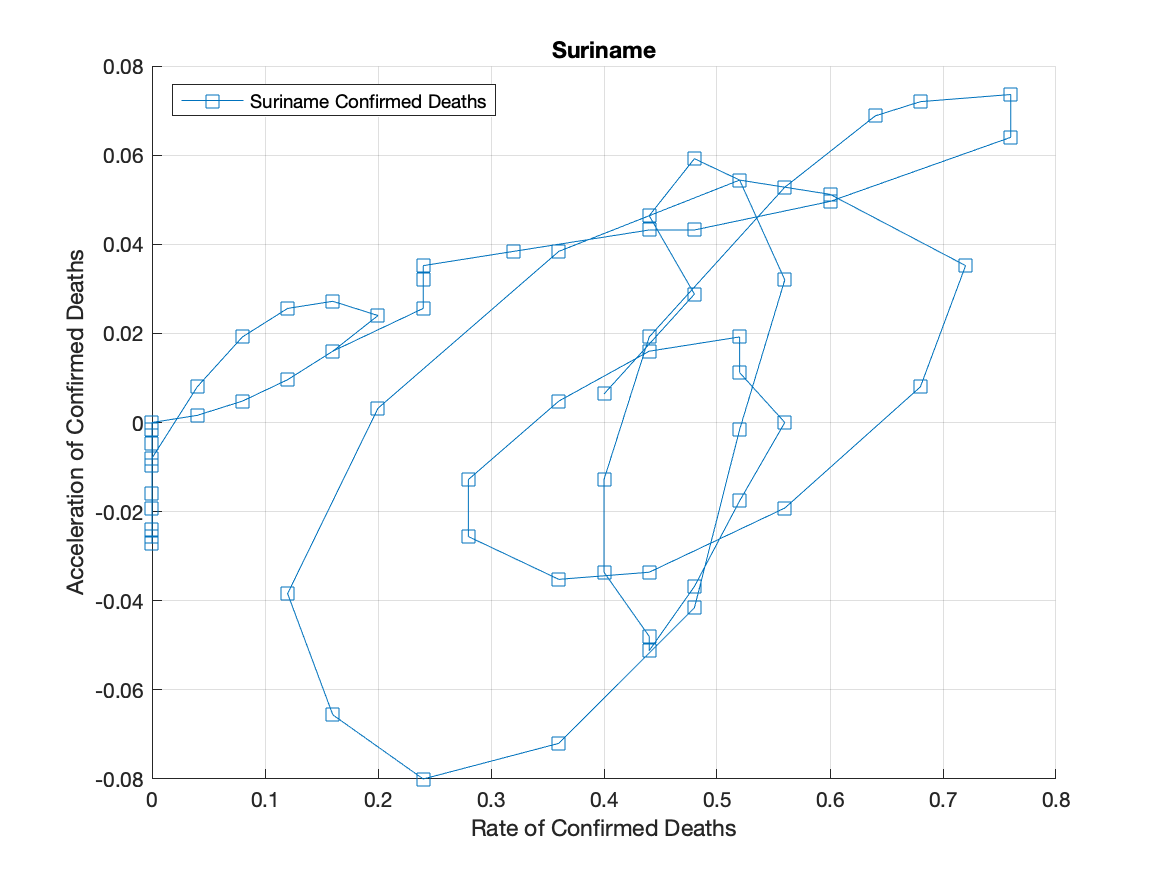 Suriname
Suriname Confirmed Deaths
Acceleration of Confirmed Deaths
0.08
0.06
0.04
0.02
0
-0.02
-0.04
-0.06
-0.08
0 0.1 0.2 0.3 0.4 0.5 0.6 0.7 0.8
Rate of Confirmed Deaths